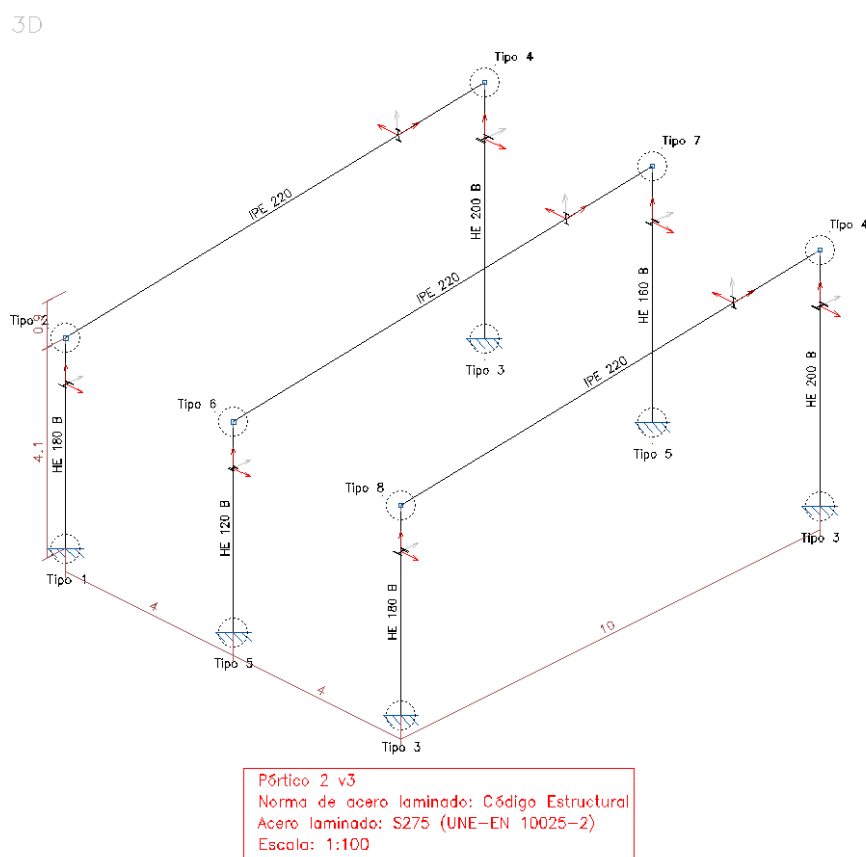 3D
Tipo 4
Tipo 7
IPE 220
HE 200 B
Tipo 4
IPE 220
HE 160 B
0.9
Tipo 2
IPE 220
HE 200 B
Tipo 3
Tipo 6
4.1
HE 180 B
Tipo 5
Tipo 8
HE 120 B
Tipo 3
Tipo 1
HE 180 B
4
10
Tipo 5
4
Tipo 3
Pórtico 2 v3
Norma de acero laminado: Código Estructural
Acero laminado: S275 (UNE-EN 10025-2)
Escala: 1:100